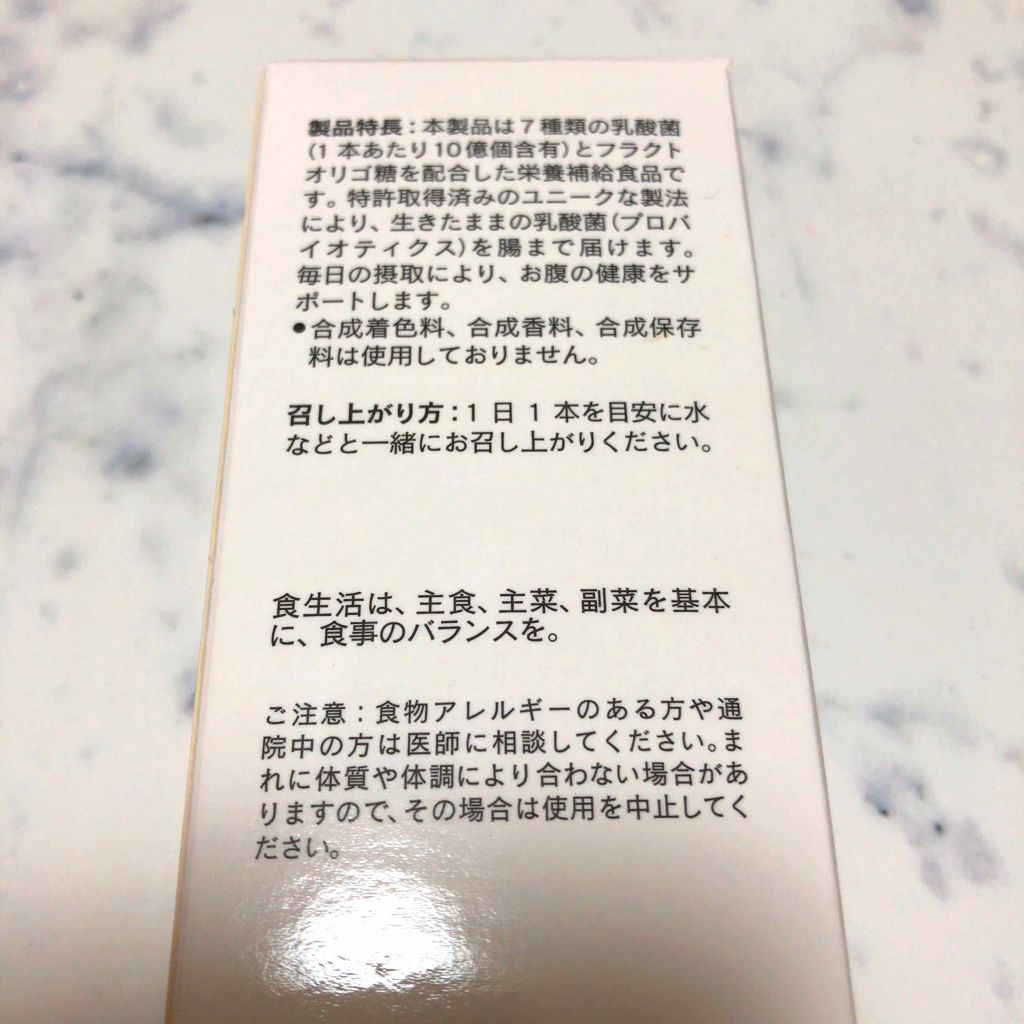 製品特長：本製品は7種類の乳酸菌
(1本あたり10億個含有)とフラクト
オリゴ糖を配合した栄養補給食品で
す。特許取得済みのユニークな製法
により、生きたままの乳酸菌(プロバ
イオティクス)を腸まで届けます。
毎日の摂取により、お腹の健康をサ
ポートします。
●合成着色料、合成香料、合成保存
料は使用しておりません。
召し上がり方：1日1本を目安に水
などと一緒にお召し上がりください。
食生活は、主食、主菜、副菜を基本
に、食事のバランスを。
ご注意：食物アレルギーのある方や通
院中の方は医師に相談してください。ま
れに体質や体調により合わない場合があ
りますので、その場合は使用を中止してく
ださい。